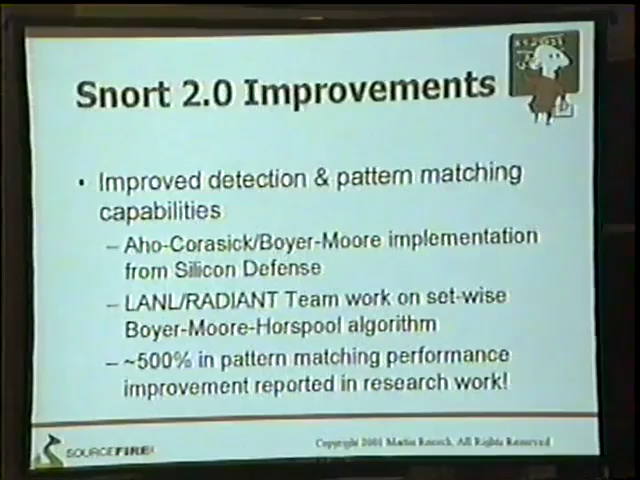 Snort 2.0 Improvements
• Improved detection & pattern matching
capabilities
– Aho-Corasick/Boyer-Moore implementation
from Silicon Defense
– LANL/RADIANT Team work on set-wise
Boyer-Moore-Horspool algorithm
– ~500% in pattern matching performance
improvement reported in research work!
SOURCEFIRE
Copyright 2001 Martin Roesch, All Rights Reserved